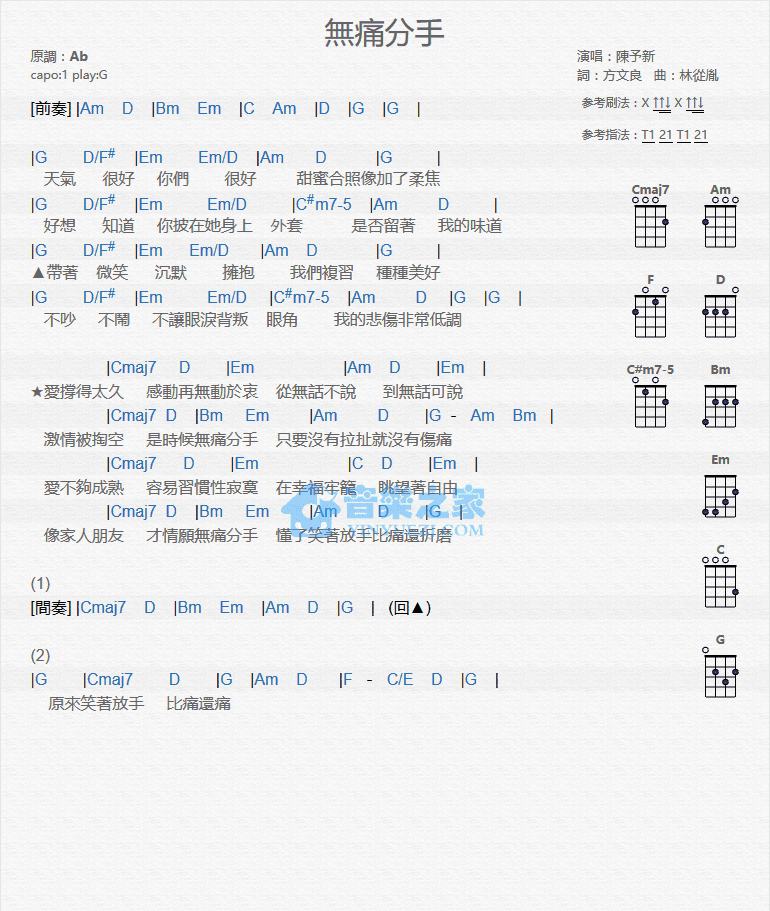 無痛分手
原調：Ab
capo:1 play:G
演唱：陳予新
詞：方文良 曲：林從胤
参考刷法：X ↑↑↓ X ↑↑↓
参考指法：T1 21 T1 21
[前奏] |Am D |Bm Em |C Am |D |G |G |
|G D/F# |Em Em/D |Am D |G |
天氣 很好 你們 很好 甜蜜合照像加了柔焦
|G D/F# |Em Em/D |C#m7-5 |Am D |
好想 知道 你披在她身上 外套 是否留著 我的味道
|G D/F# |Em Em/D |Am D |G |
▲帶著 微笑 沉默 擁抱 我們複習 種種美好
|G D/F# |Em Em/D |C#m7-5 |Am D |G |G |
不吵 不鬧 不讓眼淚背叛 眼角 我的悲傷非常低調
|Cmaj7 D |Em |Am D |Em |
★愛撐得太久 感動再無動於衷 從無話不說 到無話可說
|Cmaj7 D |Bm Em |Am D |G - Am Bm |
激情被掏空 是時候無痛分手 只要沒有拉扯就沒有傷痛
|Cmaj7 D |Em |C D |Em |
愛不夠成熟 容易習慣性寂寞 在幸福牢籠 眺望著自由
|Cmaj7 D |Bm Em |Am D |G |
像家人朋友 才情願無痛分手 懂了笑著放手比痛還折磨
音樂之家
YINYUEZJ.COM
(1)
[間奏] |Cmaj7 D |Bm Em |Am D |G | (回▲)
(2)
|G |Cmaj7 D |G |Am D |F - C/E D |G |
原來笑著放手 比痛還痛
Cmaj7 Am
F D
C#m7-5 Bm
Em
C
G